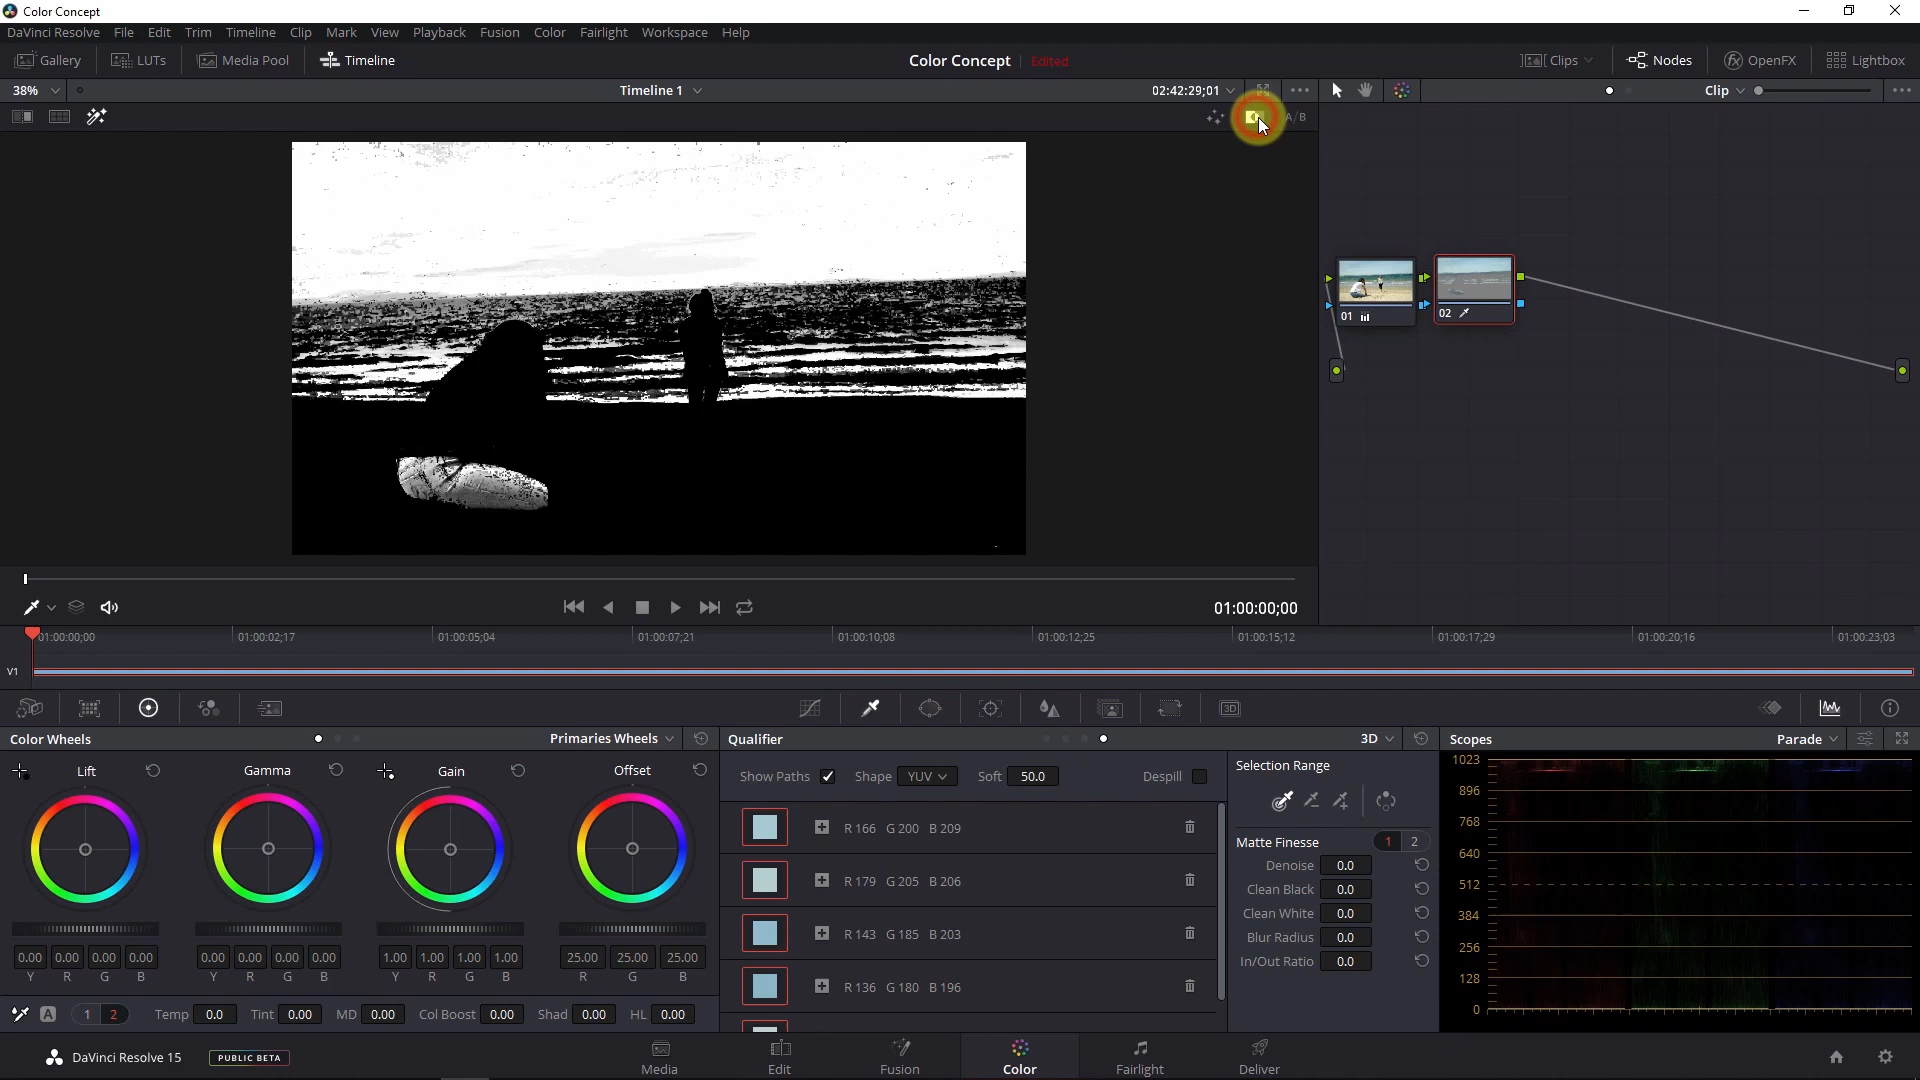 Color Concept
DaVinci Resolve File Edit Trim Timeline Clip Mark View Playback Fusion Color Fairlight Workspace Help
Gallery LUTs Media Pool Timeline Color Concept Edited Clips Nodes OpenFX Lightbox
38% Timeline 1 02:42:29;01 Clip
A/B
01 02
01:00:00;00
01:00:00;00 01:00:02;17 01:00:05;04 01:00:07;21 01:00:10;08 01:00:12;25 01:00:15;12 01:00:17;29 01:00:20;16 01:00:23;03
V1
3D
Color Wheels Primaries Wheels Qualifier 3D Scopes Parade
Lift Gamma Gain Offset
Show Paths Shape YUV Soft 50.0 Despill
R 166 G 200 B 209
R 179 G 205 B 206
R 143 G 185 B 203
R 136 G 180 B 196
Selection Range
Matte Finesse 1 2
Denoise 0.0
Clean Black 0.0
Clean White 0.0
Blur Radius 0.0
In/Out Ratio 0.0
1023
896
768
640
512
384
256
128
0
0.00 0.00 0.00 0.00 0.00 0.00 0.00 0.00 1.00 1.00 1.00 1.00 25.00 25.00 25.00
Y R G B Y R G B Y R G B R G B
A 1 2 Temp 0.0 Tint 0.00 MD 0.00 Col Boost 0.00 Shad 0.00 HL 0.00
DaVinci Resolve 15 PUBLIC BETA Media Edit Fusion Color Fairlight Deliver